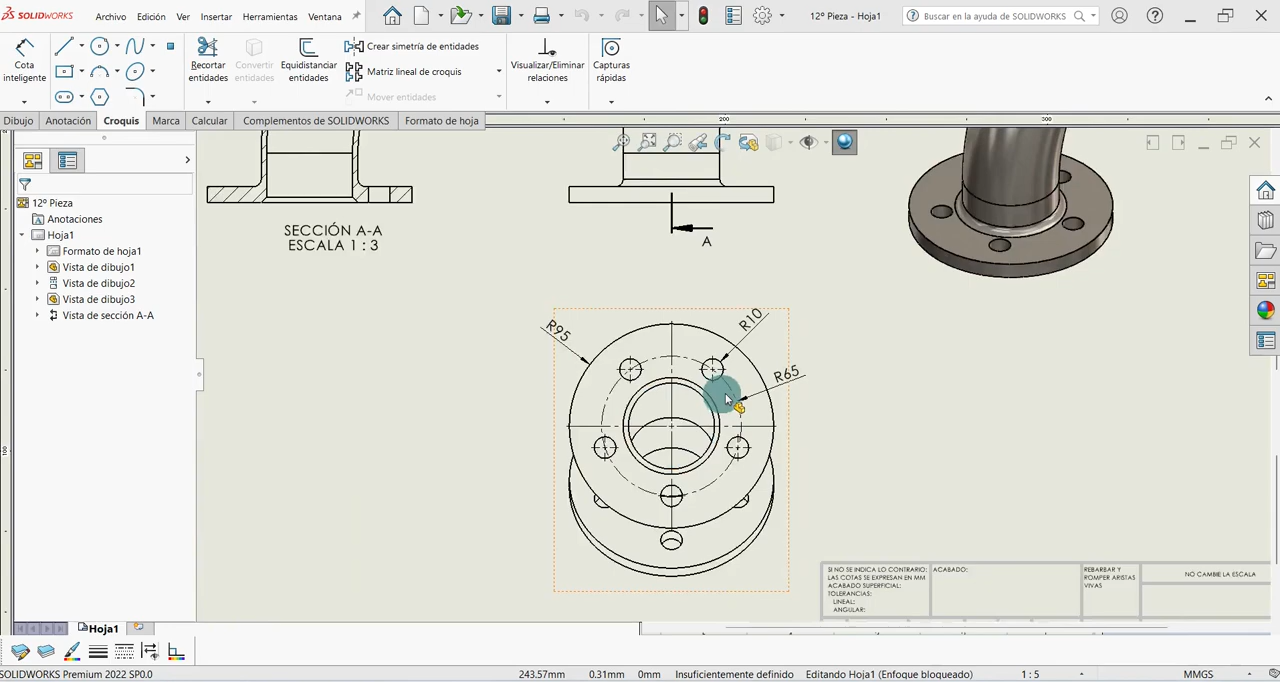 SOLIDWORKS
Archivo Edición Ver Insertar Herramientas Ventana
12º Pieza - Hoja1
Buscar en la ayuda de SOLIDWORKS
Cota inteligente
Recortar entidades
Convertir entidades
Equidistanciar entidades
Crear simetría de entidades
Matriz lineal de croquis
Mover entidades
Visualizar/Eliminar relaciones
Capturas rápidas
Dibujo Anotación Croquis Marca Calcular Complementos de SOLIDWORKS Formato de hoja
200
300
12º Pieza
Anotaciones
Hoja1
Formato de hoja1
Vista de dibujo1
Vista de dibujo2
Vista de dibujo3
Vista de sección A-A
SECCIÓN A-A
ESCALA 1 : 3
A
R95
R10
R65
100
SI NO SE INDICA LO CONTRARIO:
LAS COTAS SE EXPRESAN EN MM
ACABADO SUPERFICIAL:
TOLERANCIAS:
LINEAL:
ANGULAR:
ACABADO:
REBARBAR Y
ROMPER ARISTAS
VIVAS
NO CAMBIE LA ESCALA
Hoja1
SOLIDWORKS Premium 2022 SP0.0
243.57mm 0.31mm 0mm Insuficientemente definido Editando Hoja1 (Enfoque bloqueado) 1 : 5 MMGS